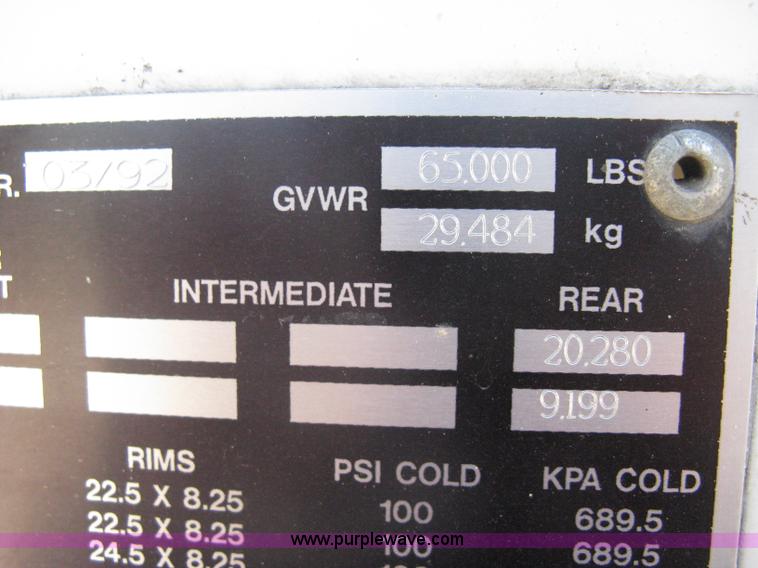 R. 03/92 GVWR 65.000 LBS
29.484 kg
T INTERMEDIATE REAR
20.280
9.199
RIMS PSI COLD KPA COLD
22.5 X 8.25 100 689.5
22.5 X 8.25 100 689.5
24.5 X 8.25
www.purplewave.com